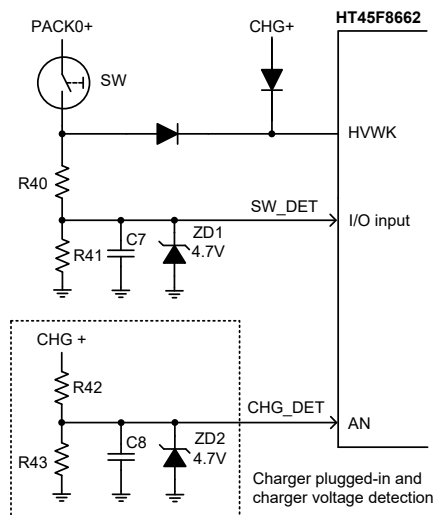 HT45F8662
PACK0+
CHG+
SW
HVWK
R40
SW_DET
I/O input
R41
C7
ZD1
4.7V
CHG +
R42
CHG_DET
AN
R43
C8
ZD2
4.7V
Charger plugged-in and
charger voltage detection